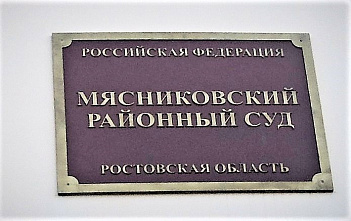 РОССИЙСКАЯ ФЕДЕРАЦИЯ
МЯСНИКОВСКИЙ
РАЙОННЫЙ СУД
РОСТОВСКАЯ ОБЛАСТЬ